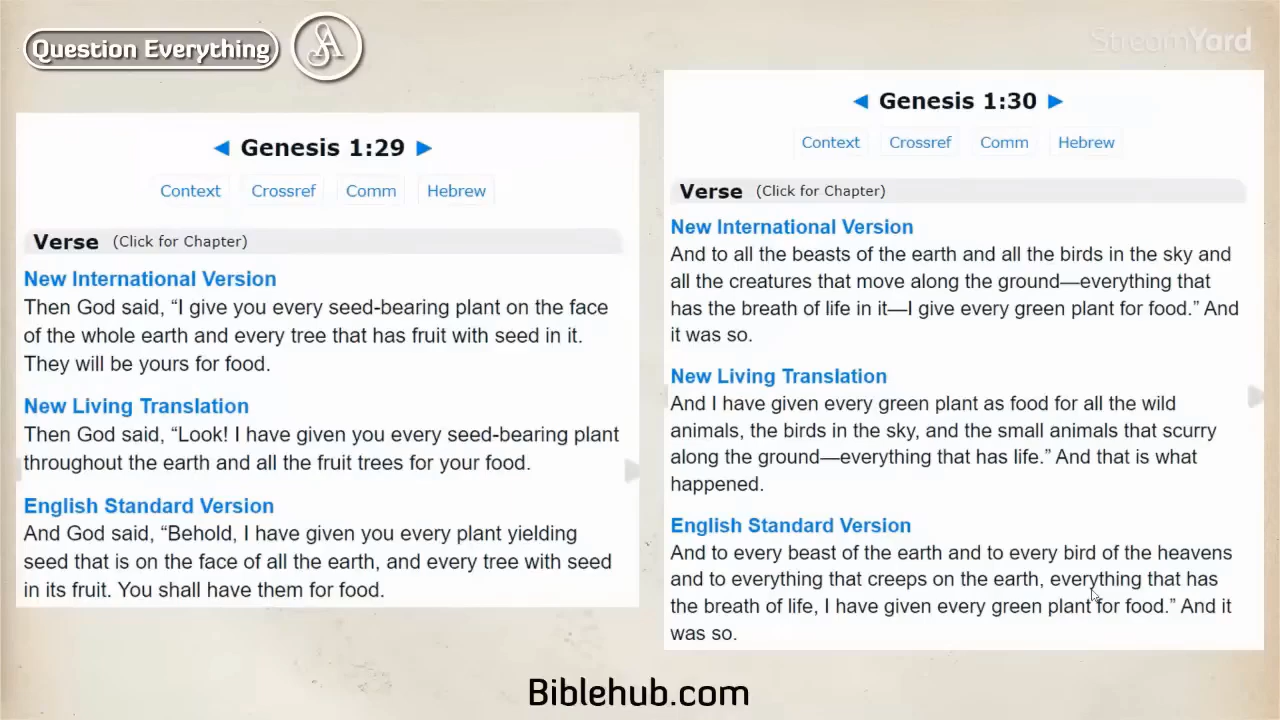 Question Everything
StreamYard
◄ Genesis 1:29 ►
Context Crossref Comm Hebrew
Verse (Click for Chapter)
New International Version
Then God said, “I give you every seed-bearing plant on the face
of the whole earth and every tree that has fruit with seed in it.
They will be yours for food.
New Living Translation
Then God said, “Look! I have given you every seed-bearing plant
throughout the earth and all the fruit trees for your food.
English Standard Version
And God said, “Behold, I have given you every plant yielding
seed that is on the face of all the earth, and every tree with seed
in its fruit. You shall have them for food.
◄ Genesis 1:30 ►
Context Crossref Comm Hebrew
Verse (Click for Chapter)
New International Version
And to all the beasts of the earth and all the birds in the sky and
all the creatures that move along the ground—everything that
has the breath of life in it—I give every green plant for food.” And
it was so.
New Living Translation
And I have given every green plant as food for all the wild
animals, the birds in the sky, and the small animals that scurry
along the ground—everything that has life.” And that is what
happened.
English Standard Version
And to every beast of the earth and to every bird of the heavens
and to everything that creeps on the earth, everything that has
the breath of life, I have given every green plant for food.” And it
was so.
Biblehub.com